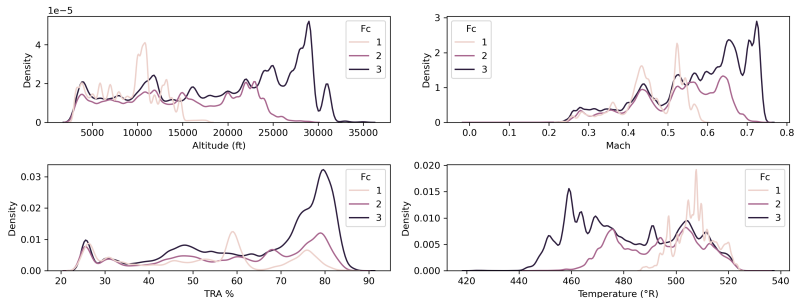 1e−5
Density
4
2
0
Fc
1
2
3
5000 10000 15000 20000 25000 30000 35000
Altitude (ft)
Density
3
2
1
0
Fc
1
2
3
0.0 0.1 0.2 0.3 0.4 0.5 0.6 0.7 0.8
Mach
Density
0.03
0.02
0.01
0.00
Fc
1
2
3
20 30 40 50 60 70 80 90
TRA %
Density
0.020
0.015
0.010
0.005
0.000
Fc
1
2
3
420 440 460 480 500 520 540
Temperature (°R)